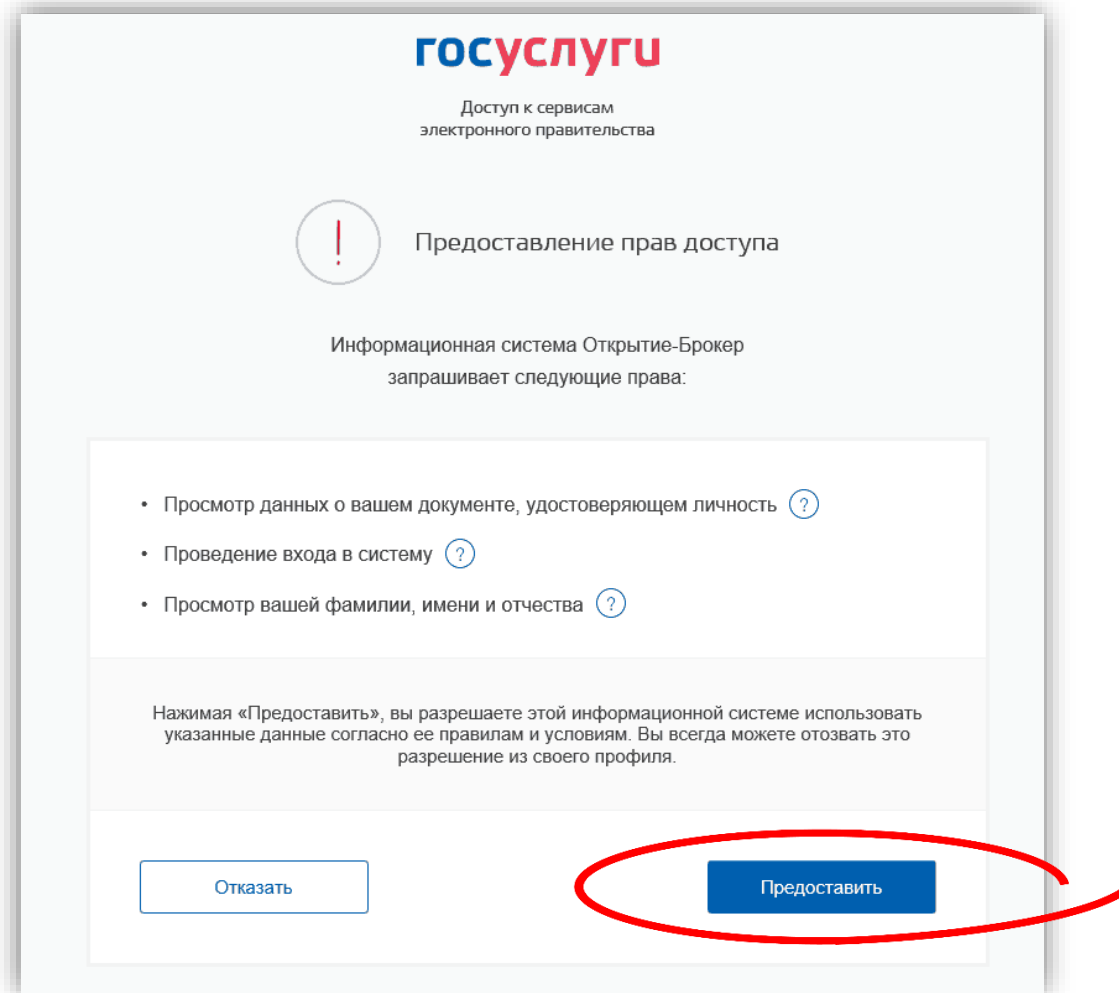 госуслуги
Доступ к сервисам
электронного правительства
!
Предоставление прав доступа
Информационная система Открытие-Брокер
запрашивает следующие права:
• Просмотр данных о вашем документе, удостоверяющем личность ?
• Проведение входа в систему ?
• Просмотр вашей фамилии, имени и отчества ?
Нажимая «Предоставить», вы разрешаете этой информационной системе использовать
указанные данные согласно ее правилам и условиям. Вы всегда можете отозвать это
разрешение из своего профиля.
Отказать
Предоставить